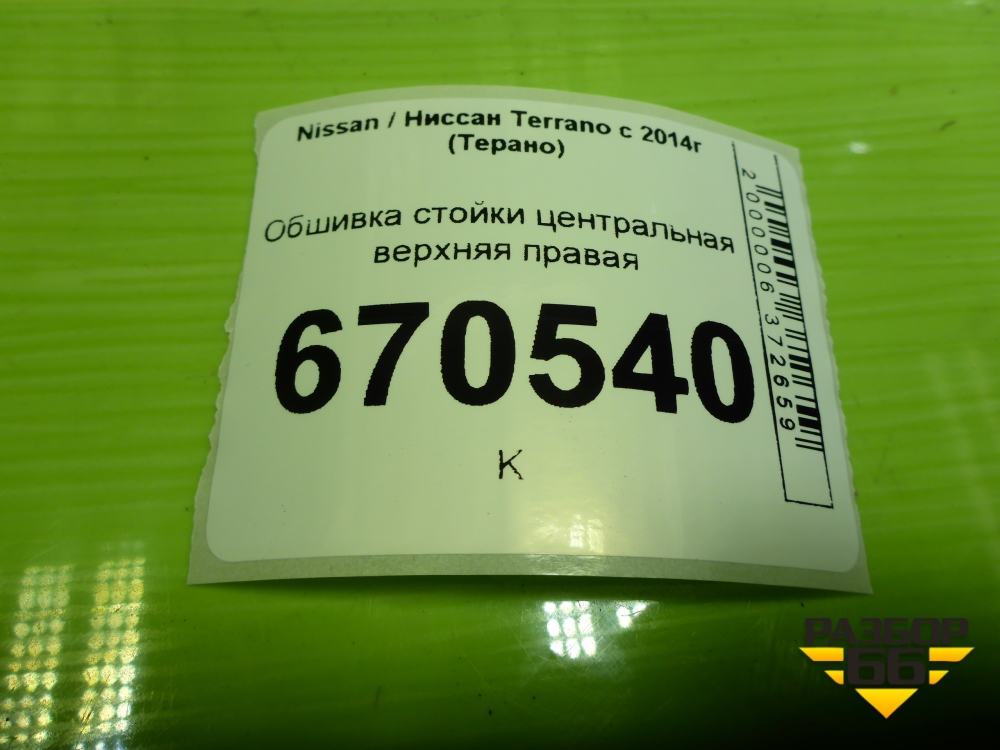 Nissan / Ниссан Terrano с 2014г
(Терано)
Обшивка стойки центральная
верхняя правая
670540
К
2000006372659
РАЗБОР
66